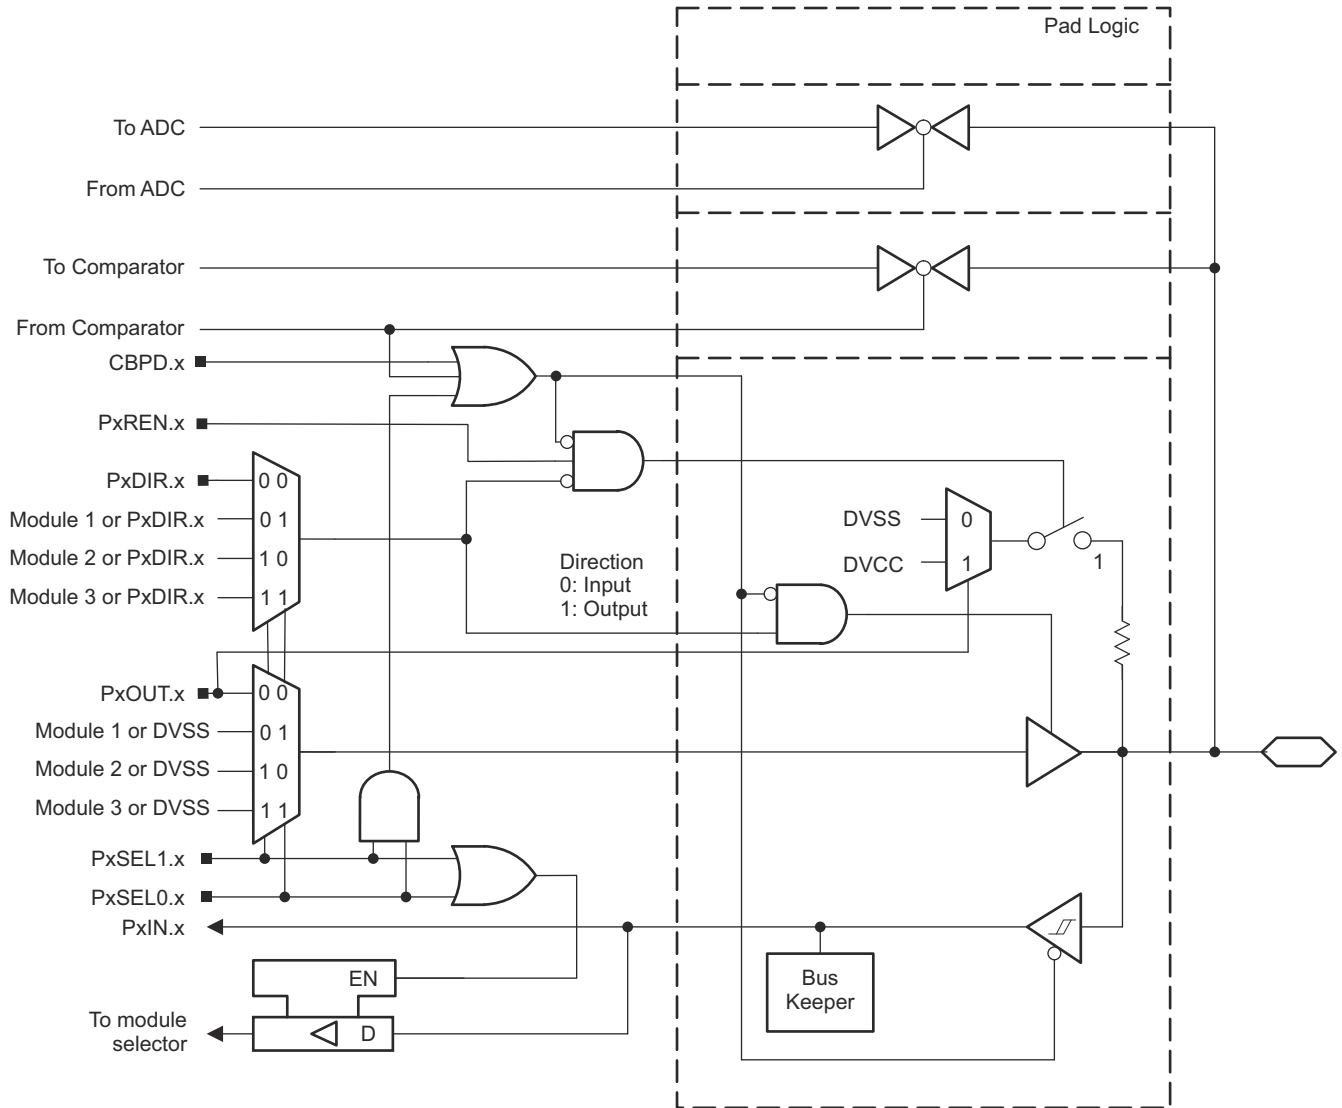 Pad Logic
To ADC
From ADC
To Comparator
From Comparator
CBPD.x
PxREN.x
PxDIR.x
0 0
Module 1 or PxDIR.x
0 1
Module 2 or PxDIR.x
1 0
Module 3 or PxDIR.x
1 1
Direction
0: Input
1: Output
DVSS
0
DVCC
1
1
PxOUT.x
0 0
Module 1 or DVSS
0 1
Module 2 or DVSS
1 0
Module 3 or DVSS
1 1
PxSEL1.x
PxSEL0.x
PxIN.x
Bus
Keeper
EN
D
To module
selector